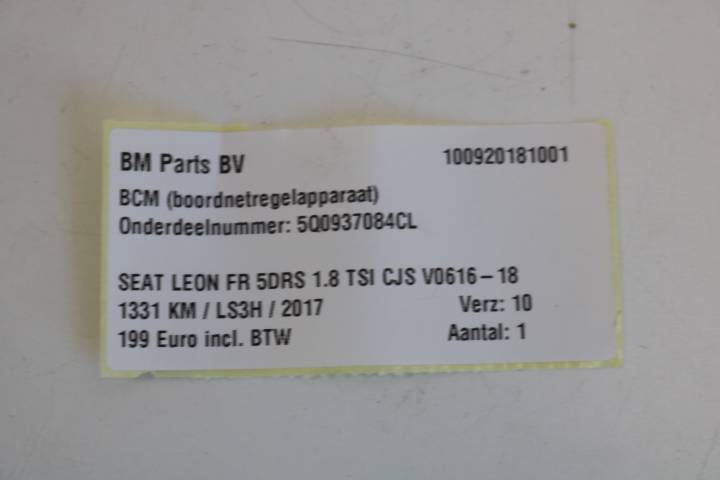 BM Parts BV 100920181001
BCM (boordnetregelapparaat)
Onderdeelnummer: 5Q0937084CL
SEAT LEON FR 5DRS 1.8 TSI CJS V0616-18
1331 KM / LS3H / 2017 Verz: 10
199 Euro incl. BTW Aantal: 1